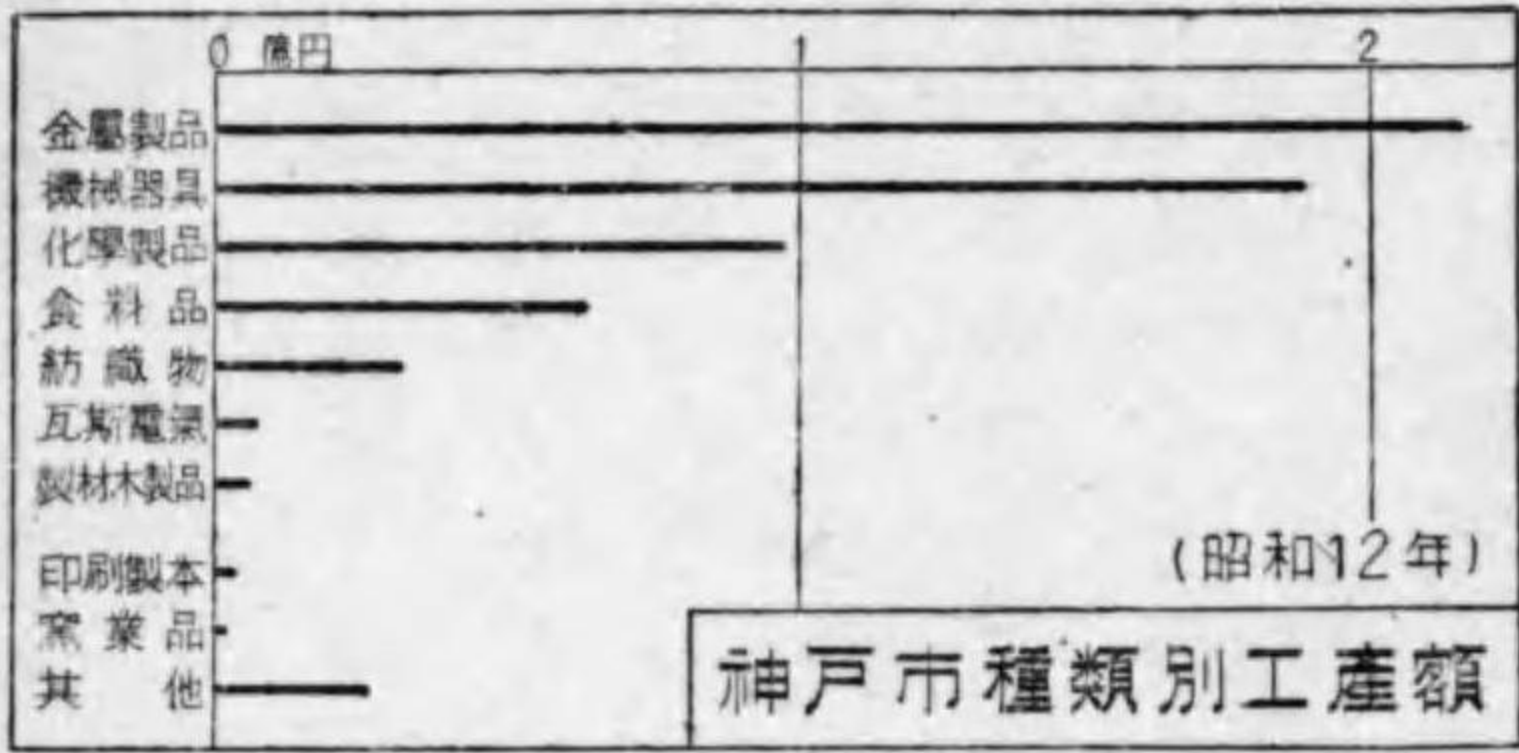 0 億円 1 2
金屬製品
機械器具
化學製品
食料品
紡織物
瓦斯電氣
製材木製品
印刷製本
窯業品
其他
(昭和12年)
神戸市種類別工産額